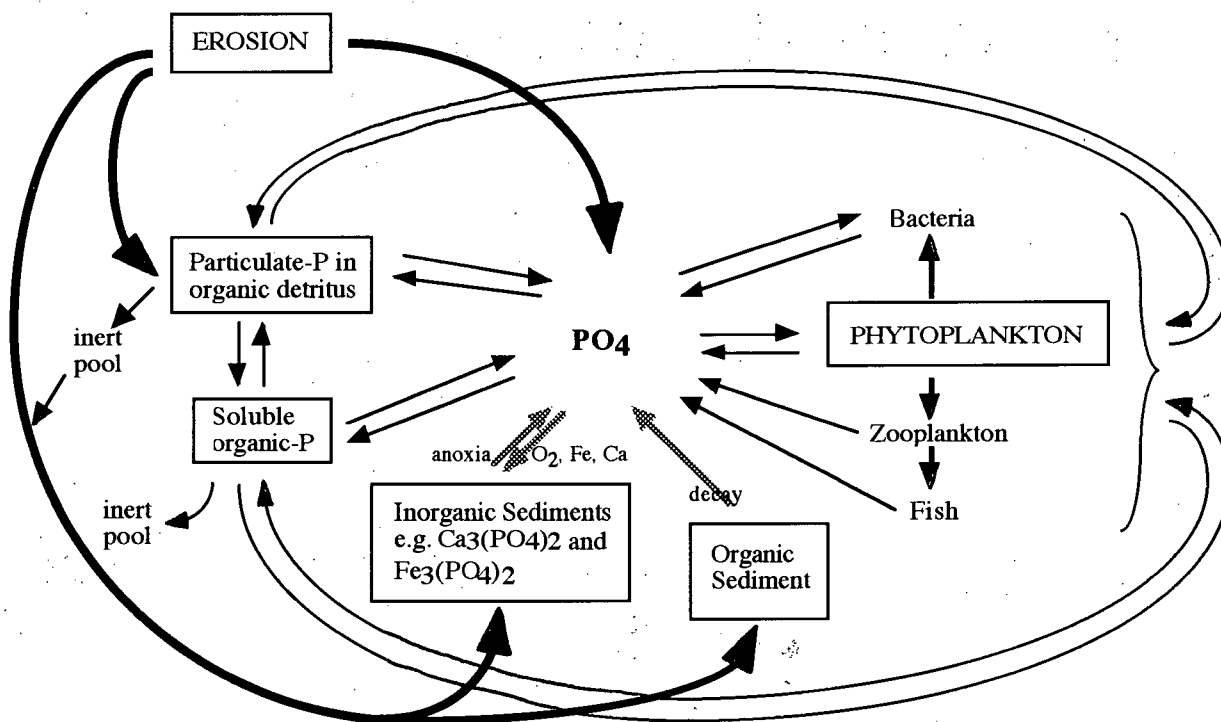 EROSION
Particulate-P in
organic detritus
inert
pool
Soluble
organic-P
inert
pool
PO4
anoxia
O2, Fe, Ca
decay
Inorganic Sediments
e.g. Ca3(PO4)2 and
Fe3(PO4)2
Organic
Sediment
Bacteria
PHYTOPLANKTON
Zooplankton
Fish